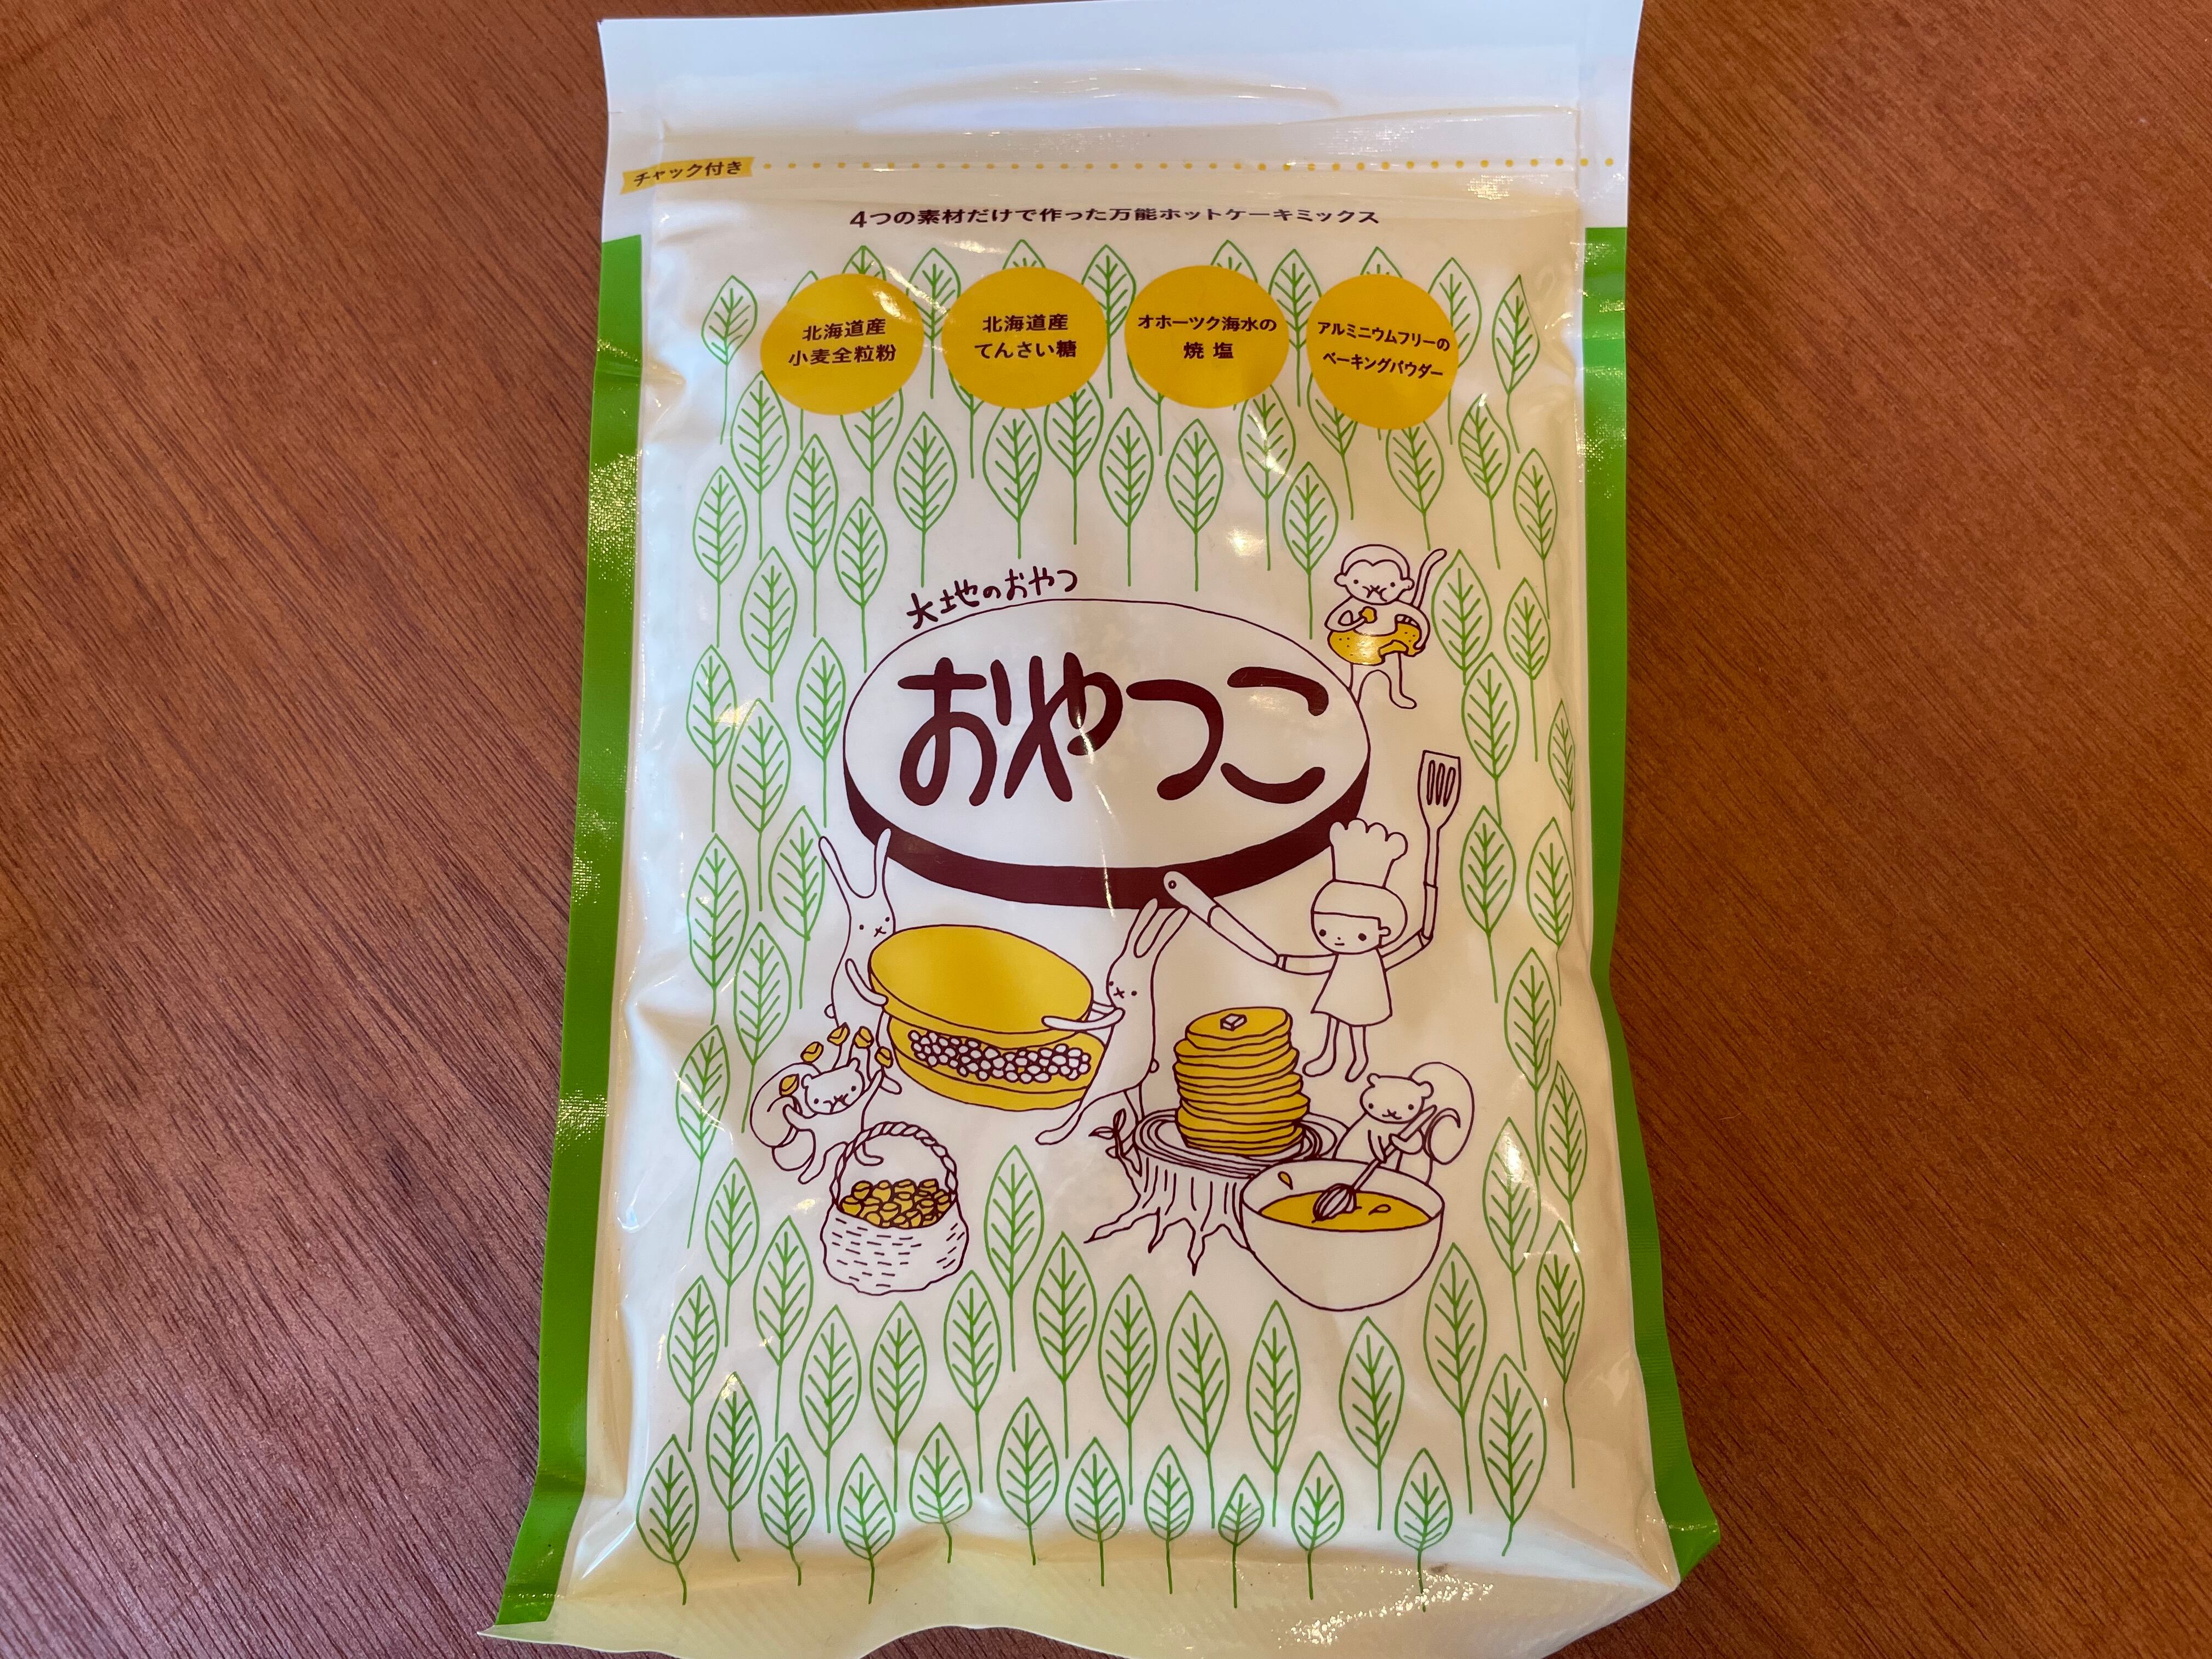 チャック付き
4つの素材だけで作った万能ホットケーキミックス
北海道産
小麦全粒粉
北海道産
てんさい糖
オホーツク海水の
焼塩
アルミニウムフリーの
ベーキングパウダー
大地のおやつ
おやつこ